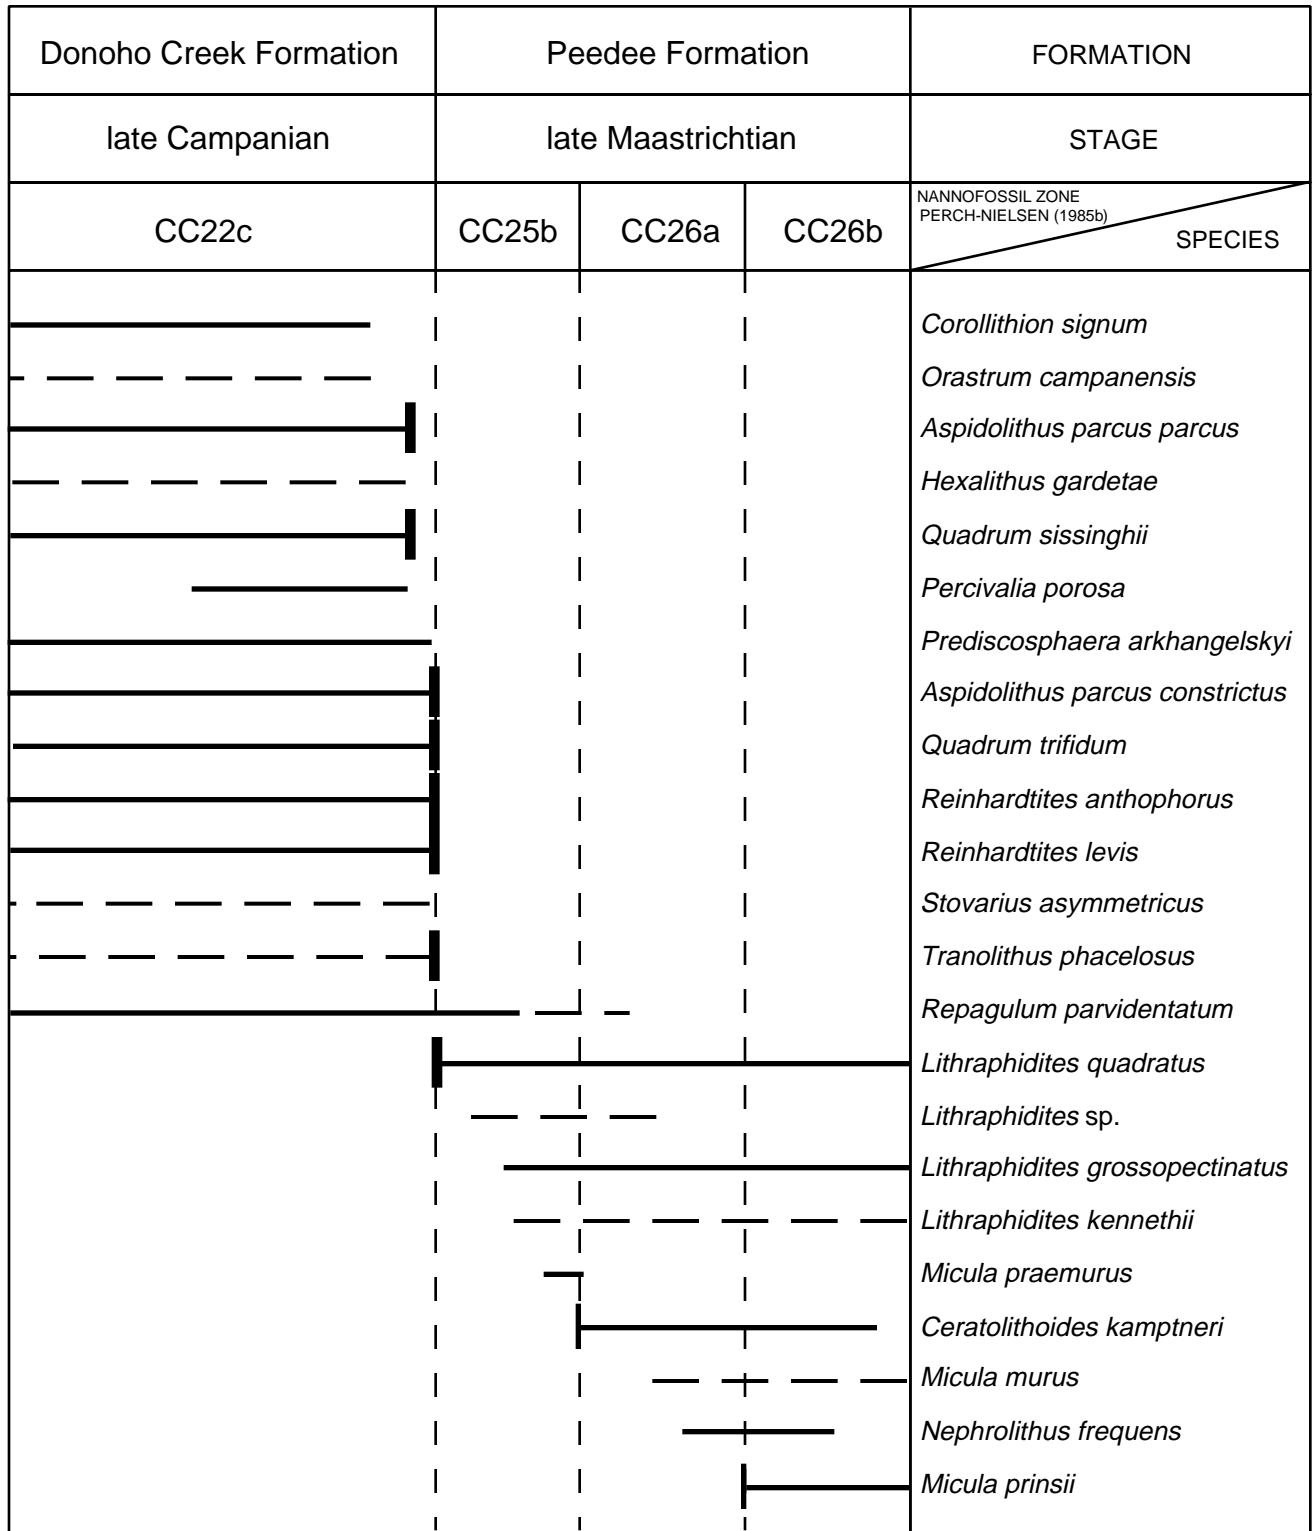 Donoho Creek Formation Peedee Formation FORMATION
late Campanian late Maastrichtian STAGE
NANNOFOSSIL ZONE
PERCH-NIELSEN (1985b)
CC22c CC25b CC26a CC26b SPECIES
Corollithion signum
Orastrum campanensis
Aspidolithus parcus parcus
Hexalithus gardetae
Quadrum sissinghii
Percivalia porosa
Prediscosphaera arkhangelskyi
Aspidolithus parcus constrictus
Quadrum trifidum
Reinhardtites anthophorus
Reinhardtites levis
Stovarius asymmetricus
Tranolithus phacelosus
Repagulum parvidentatum
Lithraphidites quadratus
Lithraphidites sp.
Lithraphidites grossopectinatus
Lithraphidites kennethii
Micula praemurus
Ceratolithoides kamptneri
Micula murus
Nephrolithus frequens
Micula prinsii